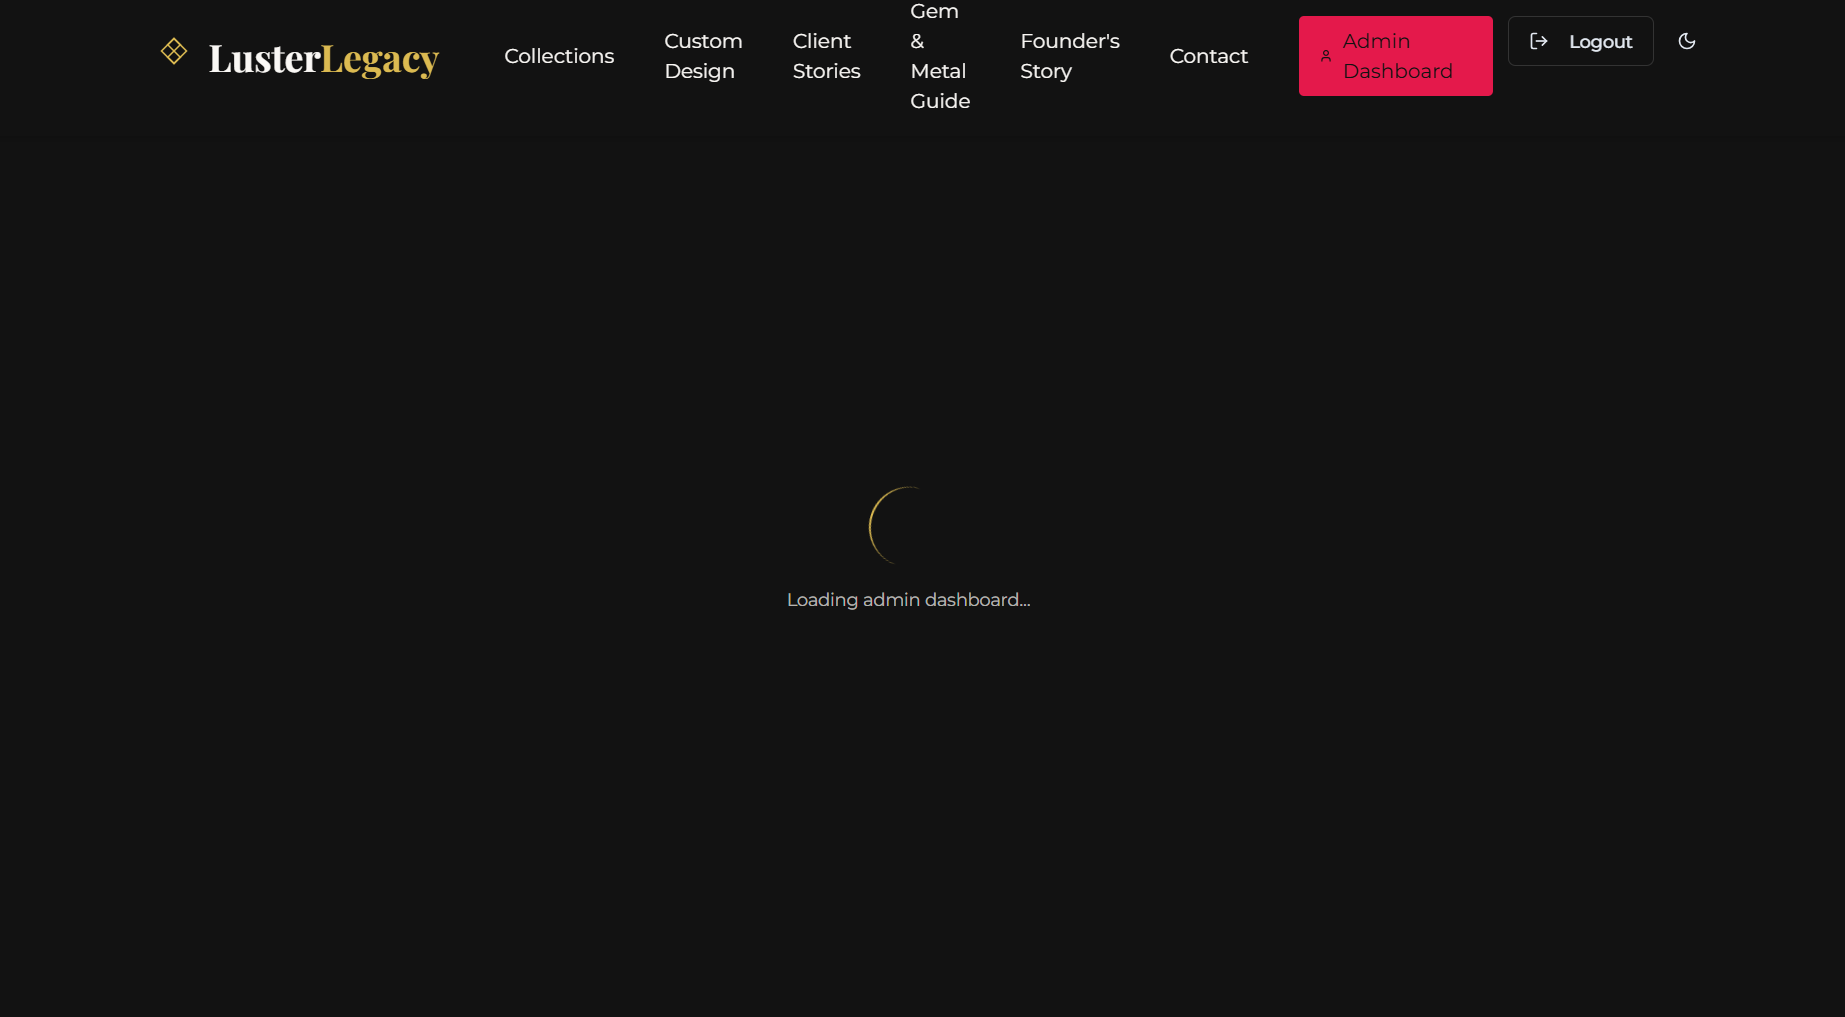 LusterLegacy
Collections
Custom
Design
Client
Stories
Gem
&
Metal
Guide
Founder's
Story
Contact
Admin
Dashboard
Logout
Loading admin dashboard...